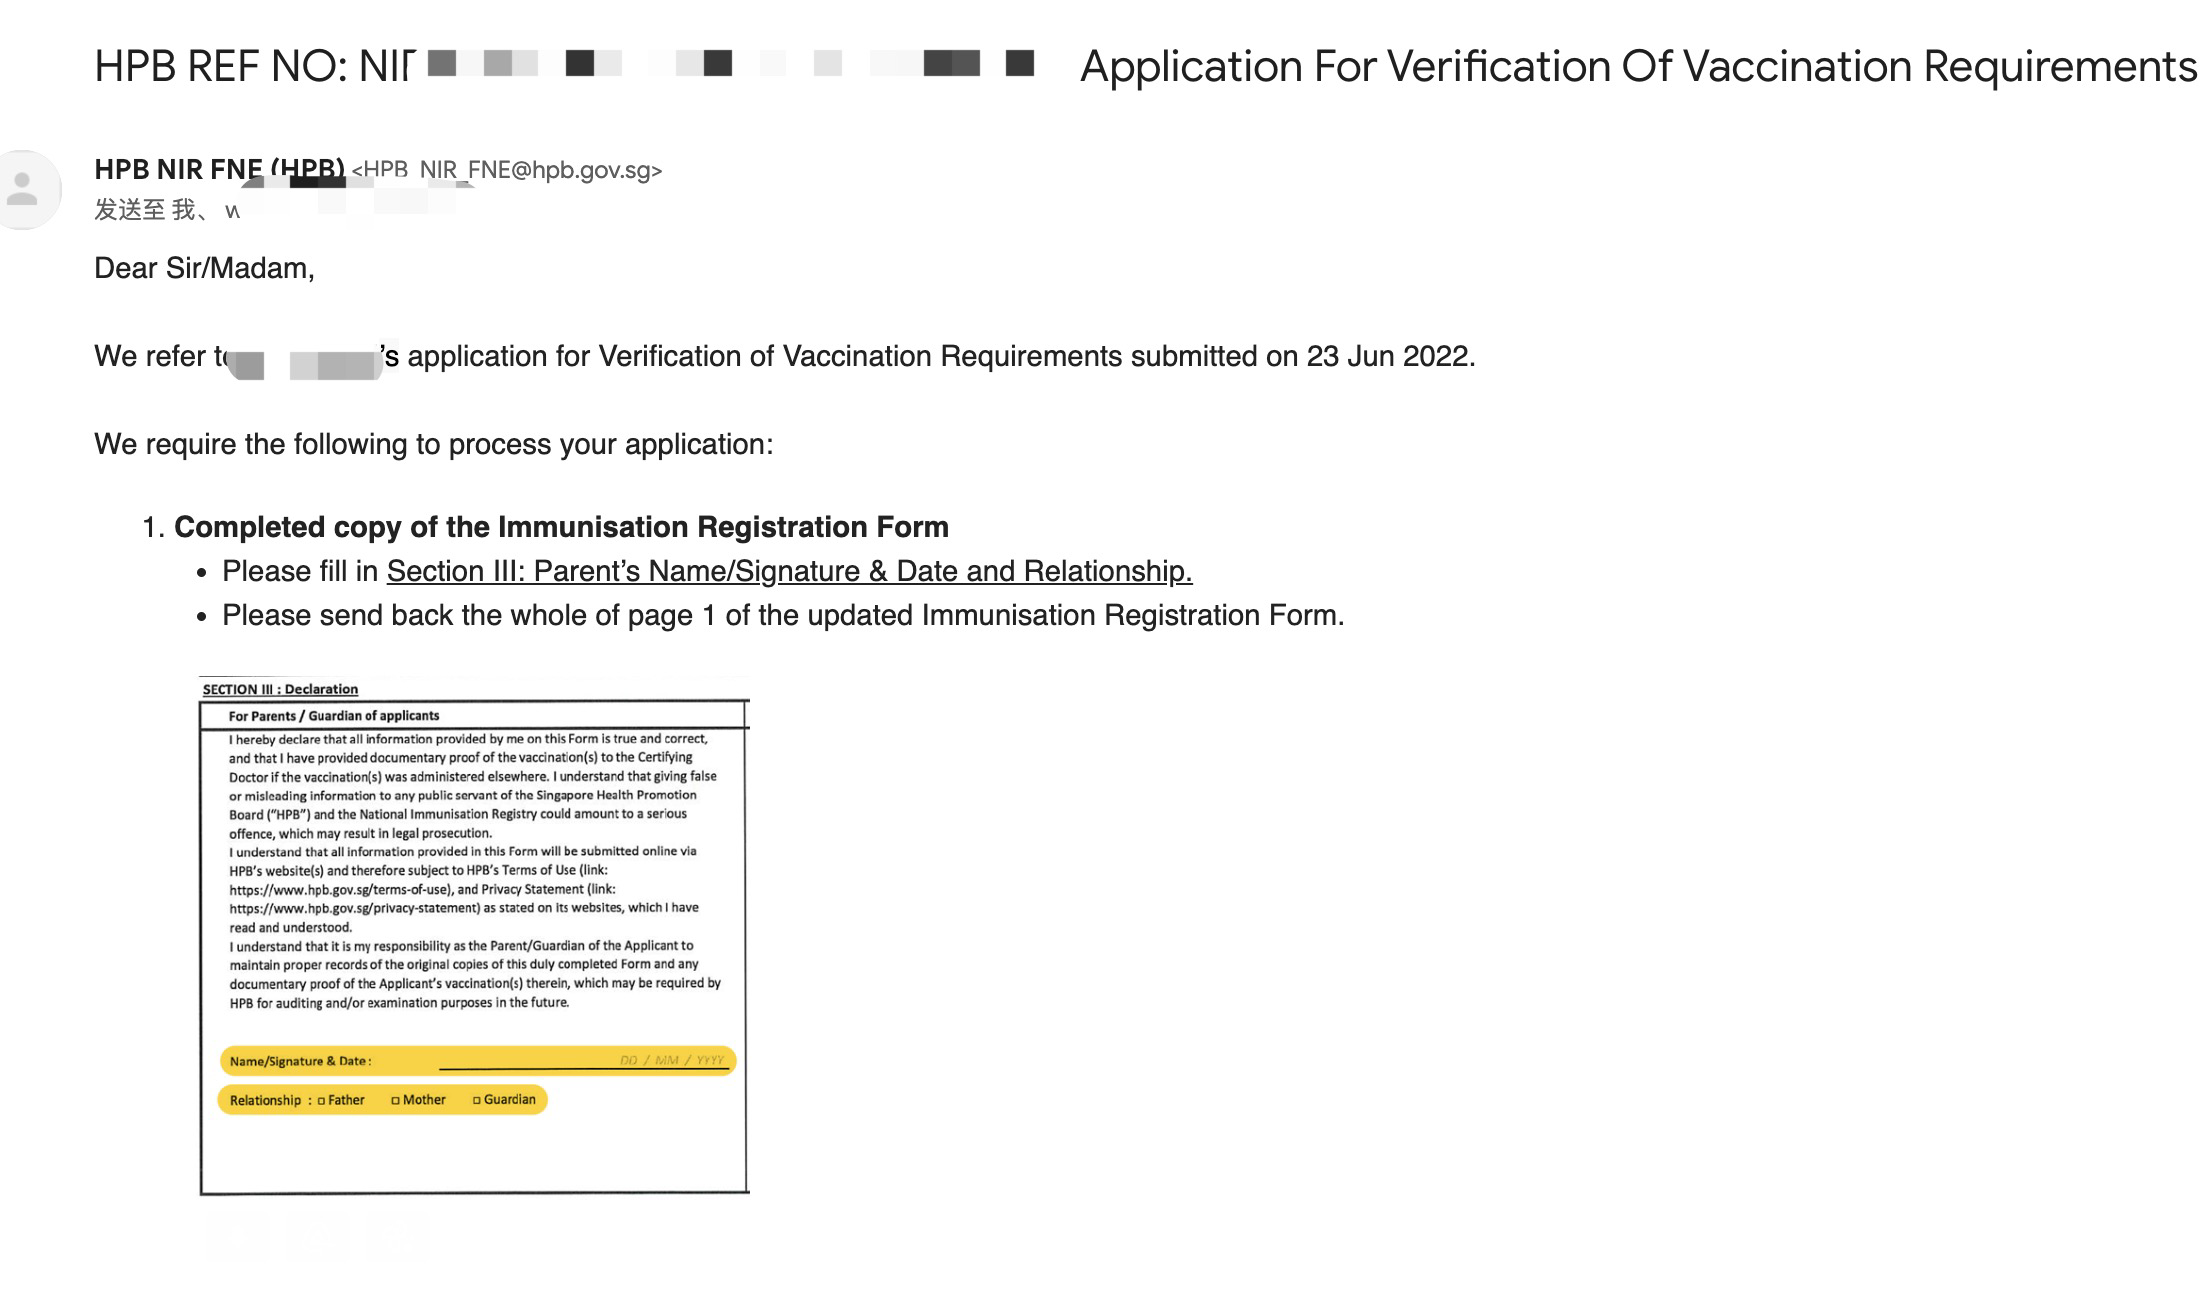 HPB REF NO: NIR Application For Verification Of Vaccination Requirements
HPB NIR FNE (HPB) <HPB_NIR_FNE@hpb.gov.sg>
发送至 我、 w
Dear Sir/Madam,
We refer to 's application for Verification of Vaccination Requirements submitted on 23 Jun 2022.
We require the following to process your application:
1. Completed copy of the Immunisation Registration Form
• Please fill in Section III: Parent's Name/Signature & Date and Relationship.
• Please send back the whole of page 1 of the updated Immunisation Registration Form.
SECTION III : Declaration
For Parents / Guardian of applicants
I hereby declare that all information provided by me on this Form is true and correct,
and that I have provided documentary proof of the vaccination(s) to the Certifying
Doctor if the vaccination(s) was administered elsewhere. I understand that giving false
or misleading information to any public servant of the Singapore Health Promotion
Board ("HPB") and the National Immunisation Registry could amount to a serious
offence, which may result in legal prosecution.
I understand that all information provided in this Form will be submitted online via
HPB's website(s) and therefore subject to HPB's Terms of Use (link:
https://www.hpb.gov.sg/terms-of-use), and Privacy Statement (link:
https://www.hpb.gov.sg/privacy-statement) as stated on its websites, which I have
read and understood.
I understand that it is my responsibility as the Parent/Guardian of the Applicant to
maintain proper records of the original copies of this duly completed Form and any
documentary proof of the Applicant's vaccination(s) therein, which may be required by
HPB for auditing and/or examination purposes in the future.
Name/Signature & Date : DD / MM / YYYY
Relationship : □ Father □ Mother □ Guardian